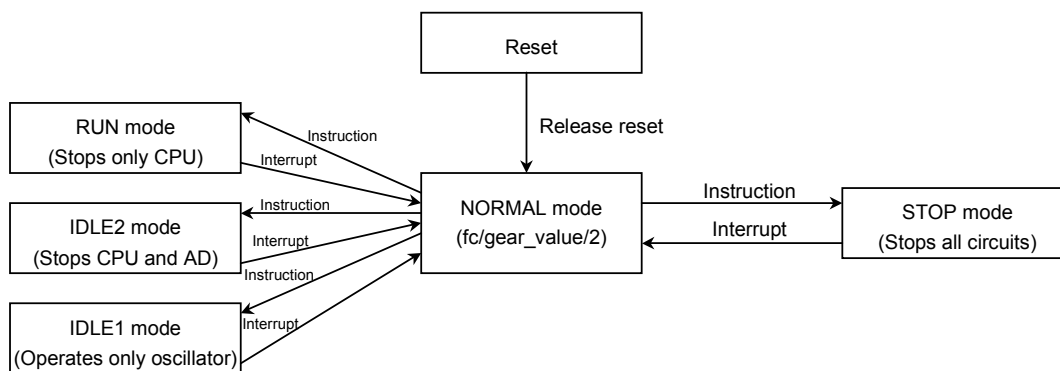 Reset
Release reset
RUN mode
(Stops only CPU)
Instruction
Interrupt
IDLE2 mode
(Stops CPU and AD)
Instruction
Interrupt
IDLE1 mode
(Operates only oscillator)
Instruction
Interrupt
NORMAL mode
(fc/gear_value/2)
Instruction
Interrupt
STOP mode
(Stops all circuits)